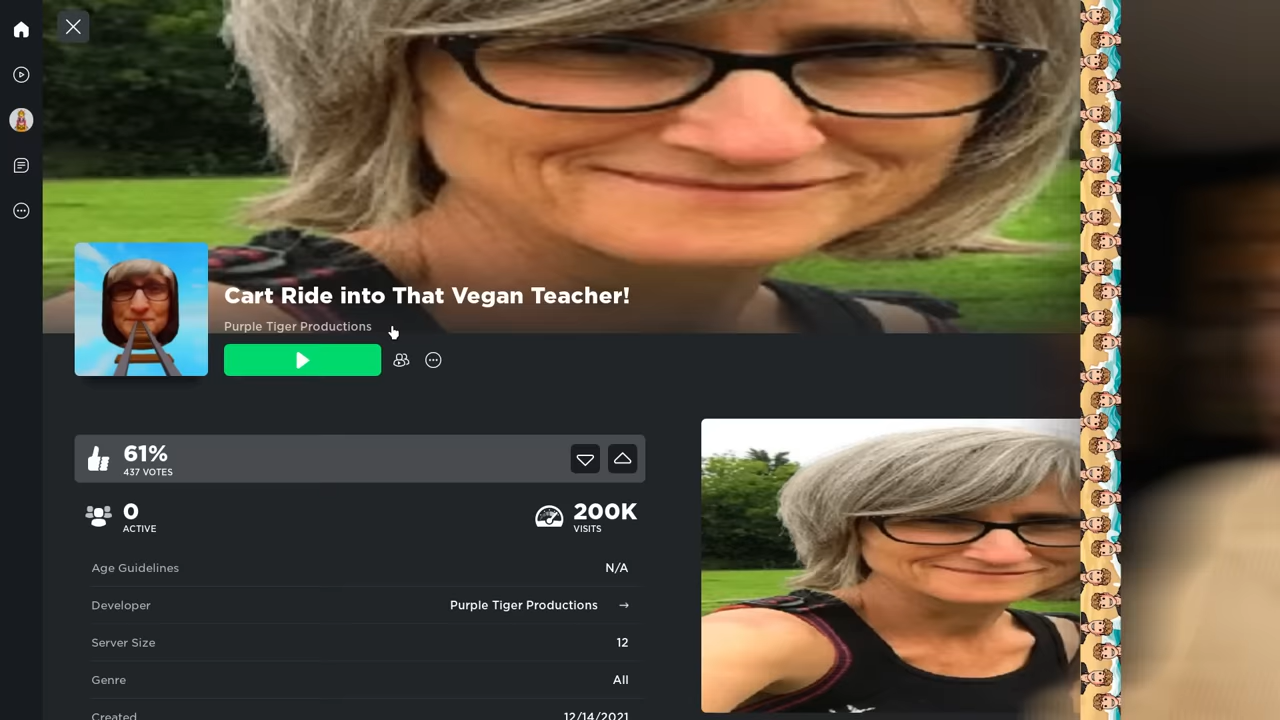 Cart Ride into That Vegan Teacher!
Purple Tiger Productions
61%
437 VOTES
0
ACTIVE
200K
VISITS
Age Guidelines N/A
Developer Purple Tiger Productions →
Server Size 12
Genre All
Created 12/14/2021